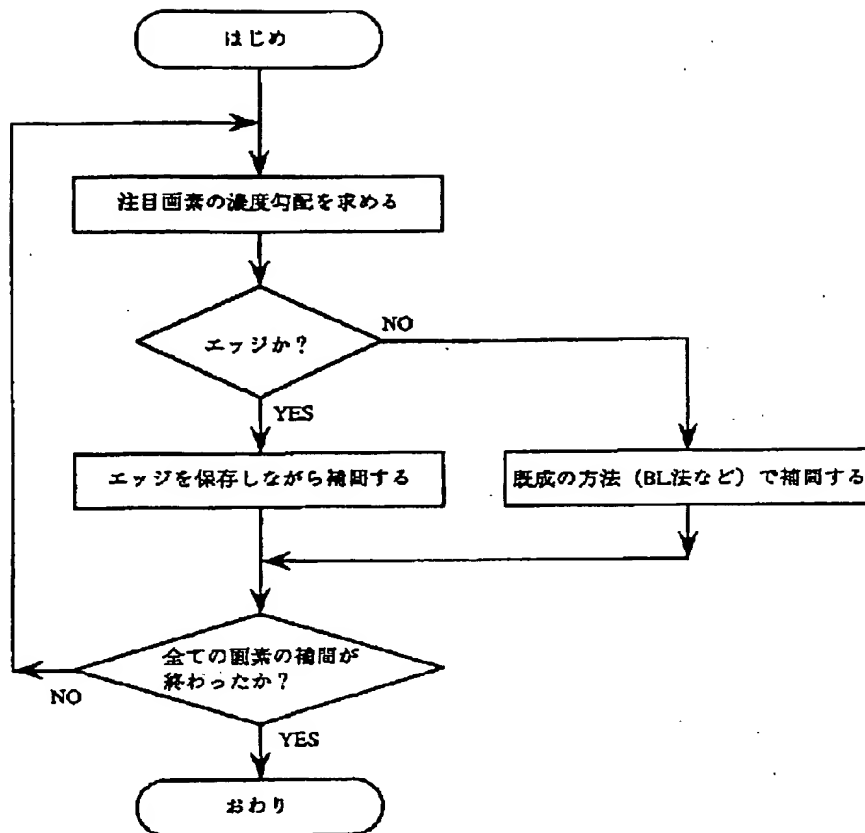 はじめ
注目画素の濃度勾配を求める
エッジか?
NO
YES
エッジを保存しながら補間する
既成の方法（BL法など）で補間する
全ての画素の補間が
終わったか?
NO
YES
おわり